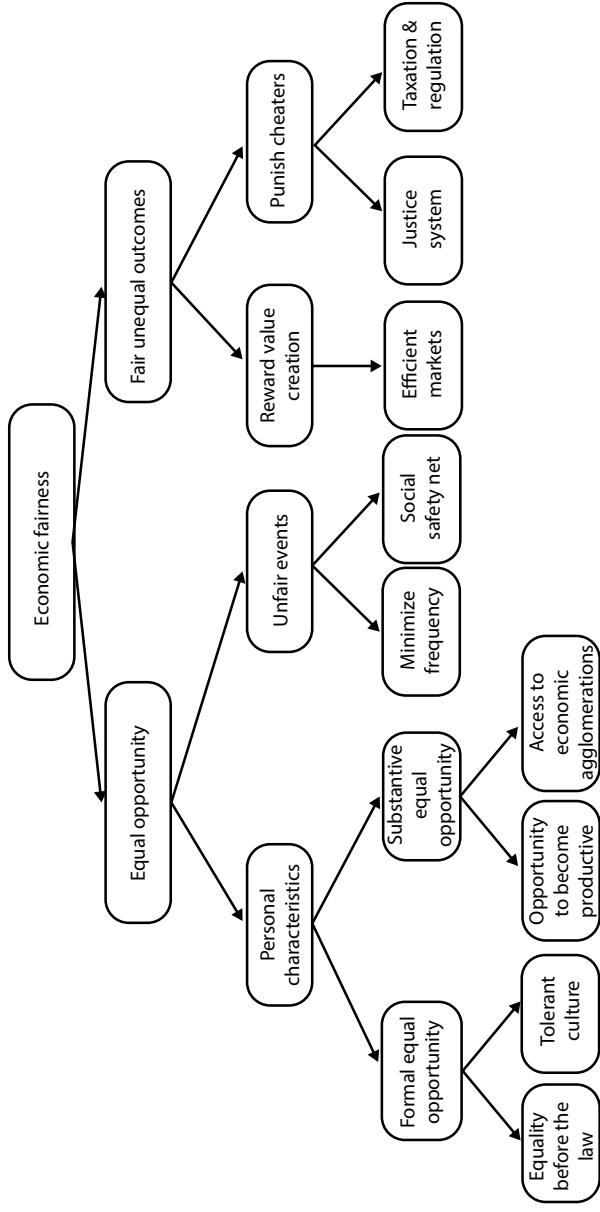 Economic fairness
Equal opportunity
Fair unequal outcomes
Personal
characteristics
Unfair events
Reward value
creation
Punish cheaters
Formal equal
opportunity
Substantive
equal
opportunity
Minimize
frequency
Social
safety net
Efficient
markets
Justice
system
Taxation &
regulation
Equality
before the
law
Tolerant
culture
Opportunity
to become
productive
Access to
economic
agglomerations